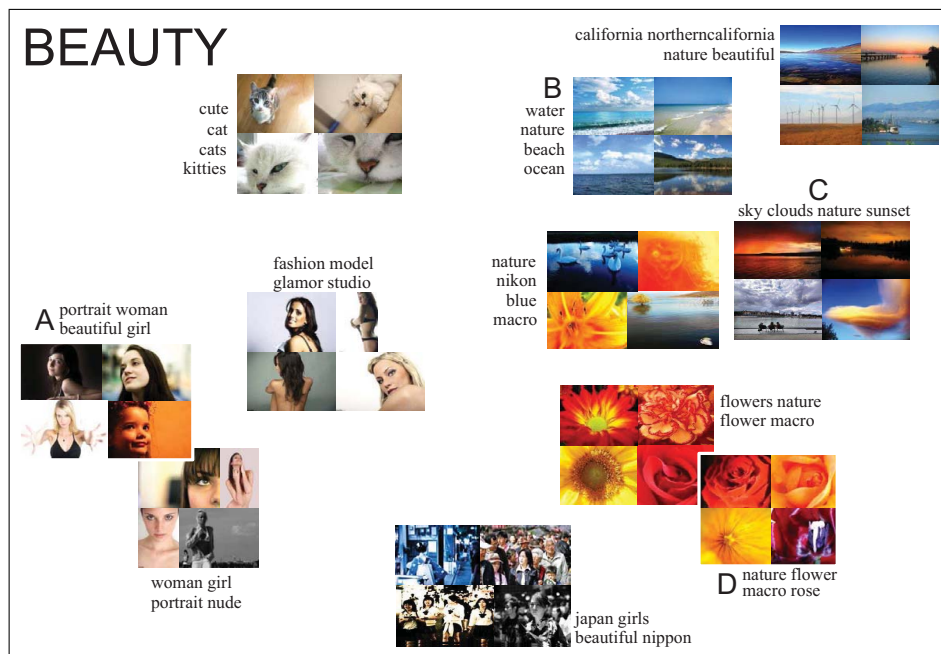 BEAUTY
california northerncalifornia
nature beautiful
cute
cat
cats
kitties
B
water
nature
beach
ocean
C
sky clouds nature sunset
nature
nikon
blue
macro
fashion model
glamor studio
A
portrait woman
beautiful girl
flowers nature
flower macro
woman girl
portrait nude
D
nature flower
macro rose
japan girls
beautiful nippon